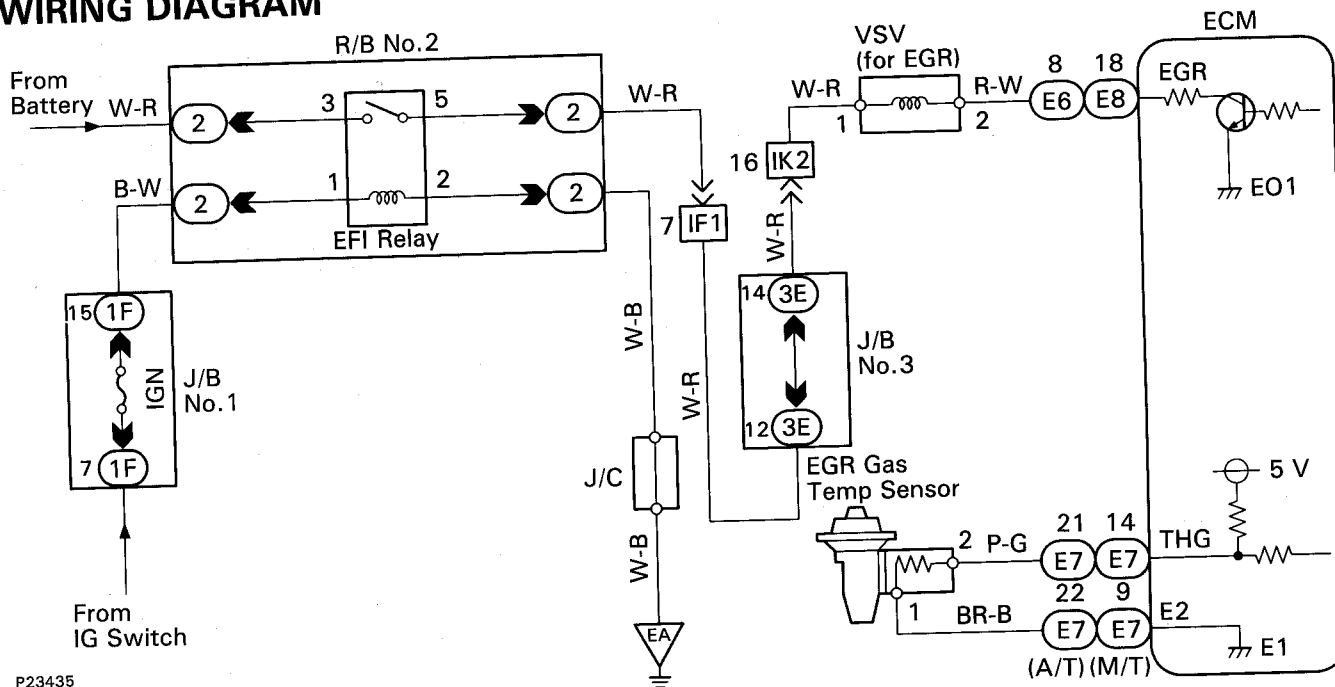 WIRING DIAGRAM
R/B No.2
From
Battery
W-R
2
3
5
2
W-R
B-W
2
1
2
2
EFI Relay
15
1F
IGN
J/B
No.1
7
1F
From
IG Switch
W-B
J/C
W-B
EA
7
IF1
W-R
16
IK2
W-R
W-R
14
3E
J/B
No.3
12
3E
VSV
(for EGR)
1
2
R-W
8
18
E6
E8
ECM
EGR
EO1
EGR Gas
Temp Sensor
2
P-G
21
14
E7
E7
THG
5 V
1
BR-B
22
9
E7
E7
E2
E1
(A/T)
(M/T)
P23435